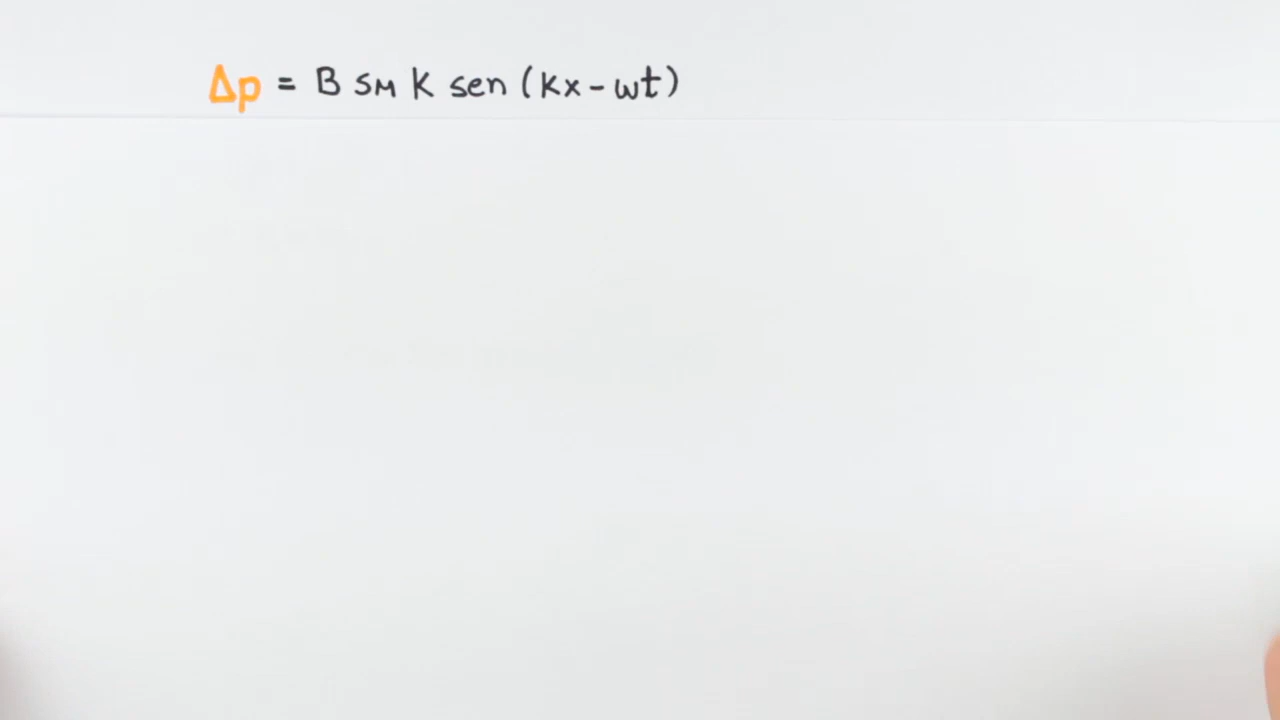 Δp = B SM K sen (kx - ωt)